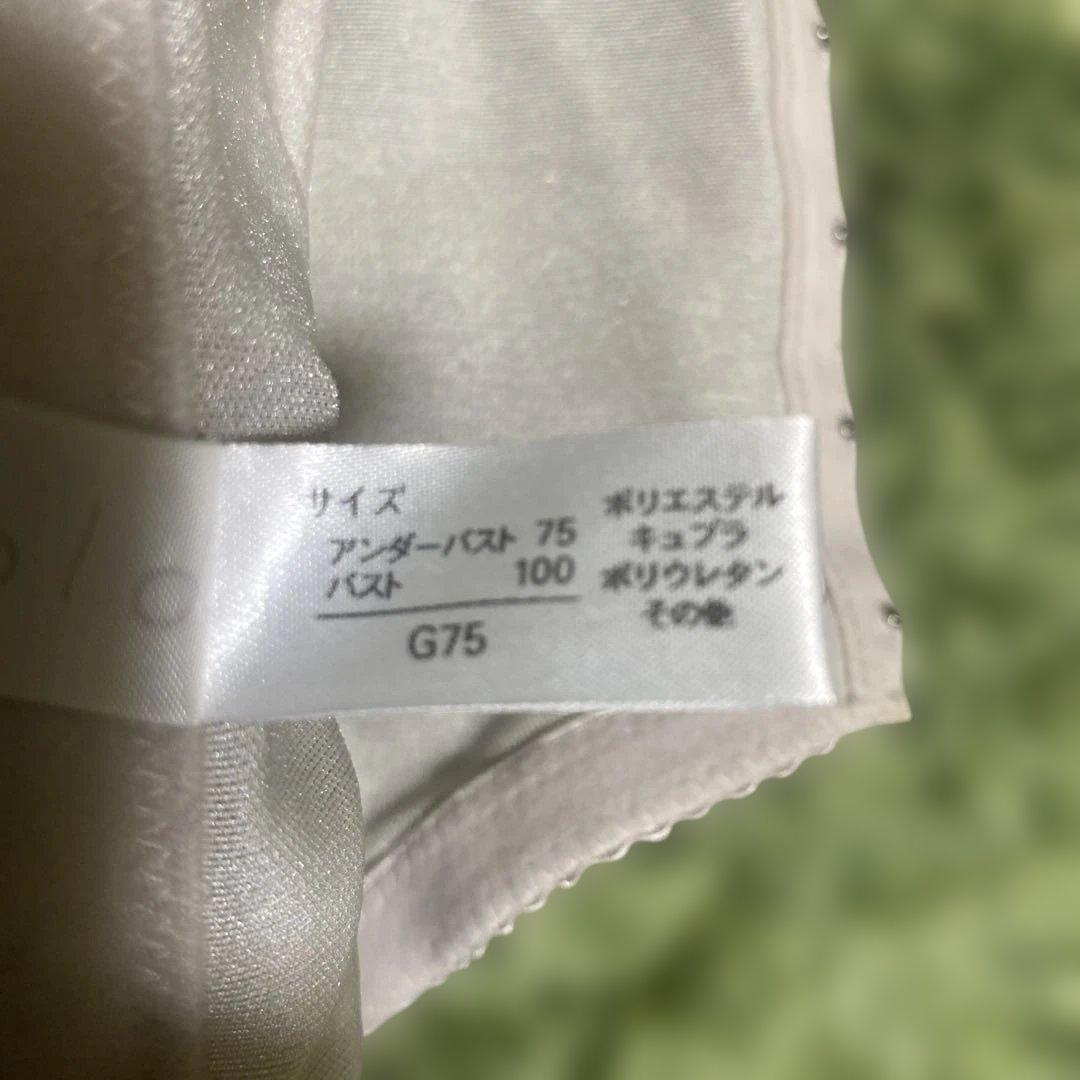 サイズ
アンダーバスト 75
バスト 100
G75
ポリエステル
キュプラ
ポリウレタン
その他